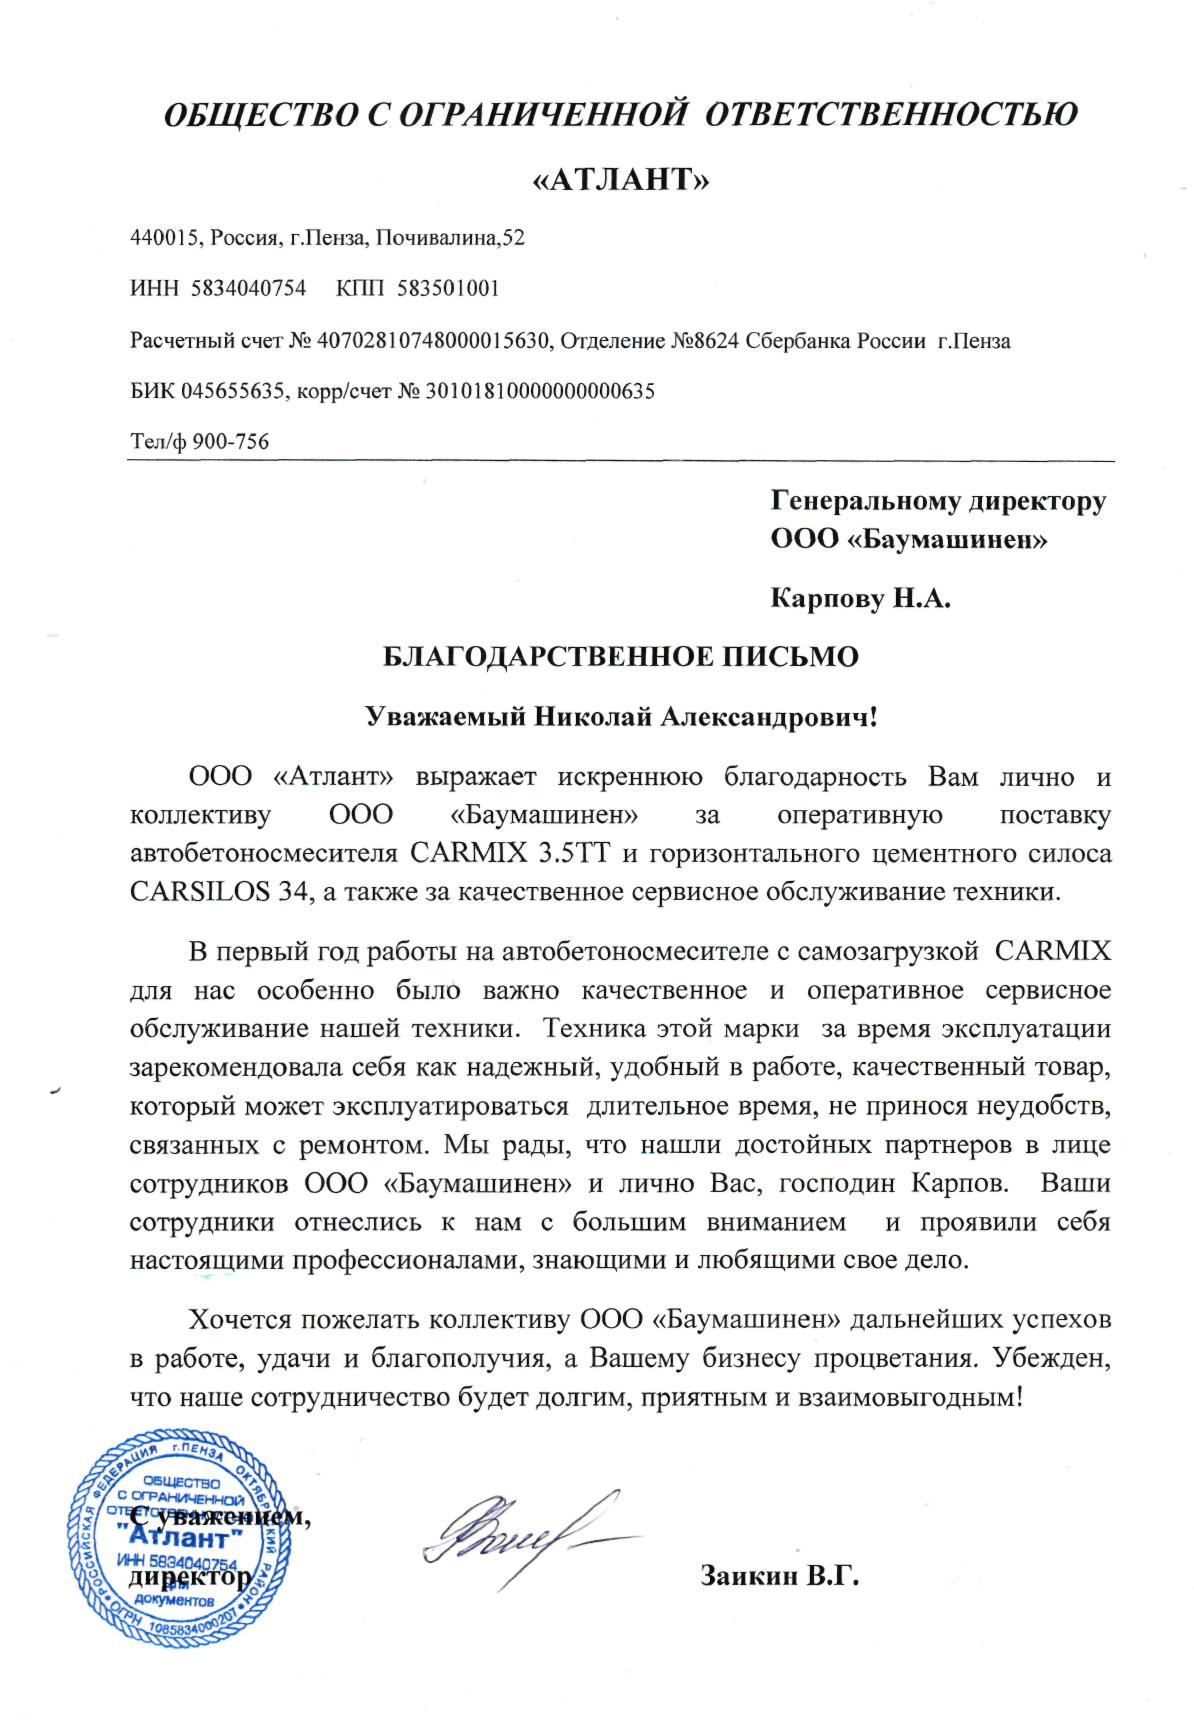 ОБЩЕСТВО С ОГРАНИЧЕННОЙ ОТВЕТСТВЕННОСТЬЮ
«АТЛАНТ»
440015, Россия, г.Пенза, Почивалина,52
ИНН 5834040754 КПП 583501001
Расчетный счет № 40702810748000015630, Отделение №8624 Сбербанка России г.Пенза
БИК 045655635, корр/счет № 30101810000000000635
Тел/ф 900-756
Генеральному директору
ООО «Баумашинен»
Карпову Н.А.
БЛАГОДАРСТВЕННОЕ ПИСЬМО
Уважаемый Николай Александрович!
ООО «Атлант» выражает искреннюю благодарность Вам лично и
коллективу ООО «Баумашинен» за оперативную поставку
автобетоносмесителя CARMIX 3.5TT и горизонтального цементного силоса
CARSILOS 34, а также за качественное сервисное обслуживание техники.
В первый год работы на автобетоносмесителе с самозагрузкой CARMIX
для нас особенно было важно качественное и оперативное сервисное
обслуживание нашей техники. Техника этой марки за время эксплуатации
зарекомендовала себя как надежный, удобный в работе, качественный товар,
который может эксплуатироваться длительное время, не принося неудобств,
связанных с ремонтом. Мы рады, что нашли достойных партнеров в лице
сотрудников ООО «Баумашинен» и лично Вас, господин Карпов. Ваши
сотрудники отнеслись к нам с большим вниманием и проявили себя
настоящими профессионалами, знающими и любящими свое дело.
Хочется пожелать коллективу ООО «Баумашинен» дальнейших успехов
в работе, удачи и благополучия, а Вашему бизнесу процветания. Убежден,
что наше сотрудничество будет долгим, приятным и взаимовыгодным!
С уважением,
директор Заикин В.Г.
РОССИЙСКАЯ ФЕДЕРАЦИЯ г.ПЕНЗА ОКТЯБРЬСКИЙ РАЙОН
ОГРН 1085834000207
ОБЩЕСТВО
С ОГРАНИЧЕННОЙ
ОТВЕТСТВЕННОСТЬЮ
"Атлант"
ИНН 5834040754
для
документов